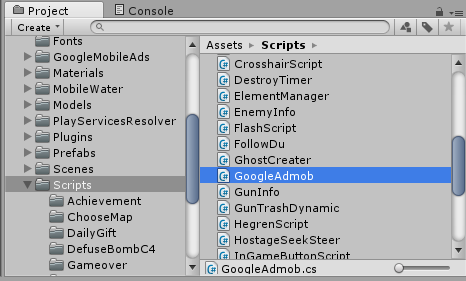 Project
Console
Create
Fonts
GoogleMobileAds
Materials
MobileWater
Models
PlayServicesResolver
Plugins
Prefabs
Scenes
Scripts
Achievement
ChooseMap
DailyGift
DefuseBombC4
Gameover
Assets Scripts
CrosshairScript
DestroyTimer
ElementManager
EnemyInfo
FlashScript
FollowDu
GhostCreater
GoogleAdmob
GunInfo
GunTrashDynamic
HegrenScript
HostageSeekSteer
InGameButtonScript
GoogleAdmob.cs